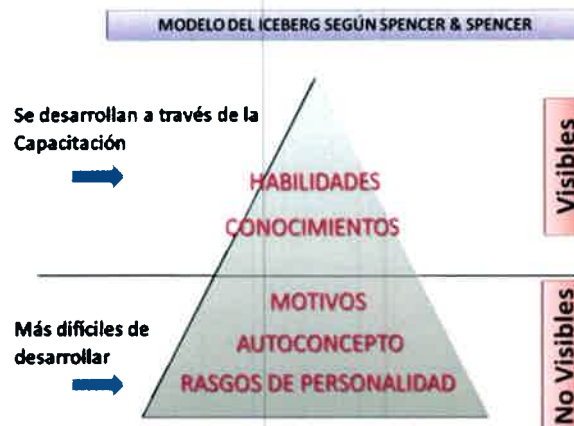 MODELO DEL ICEBERG SEGÚN SPENCER & SPENCER
Se desarrollan a través de la
Capacitación
HABILIDADES
CONOCIMIENTOS
Visibles
MOTIVOS
AUTOCONCEPTO
RASGOS DE PERSONALIDAD
Más difíciles de
desarrollar
No Visibles